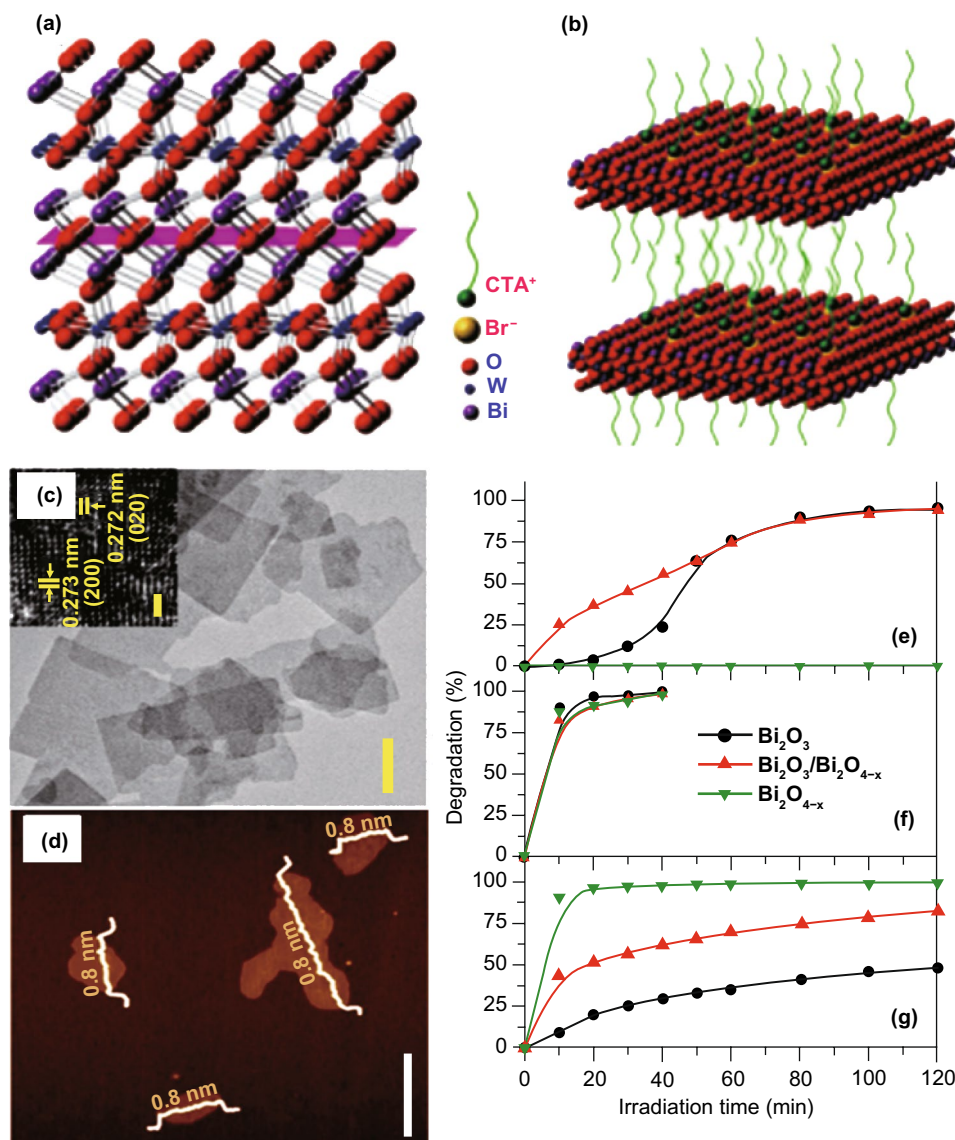 (a)
(b)
CTA⁺
Br⁻
O
W
Bi
(c)
0.272 nm
(020)
0.273 nm
(200)
(d)
0.8 nm
0.8 nm
0.8 nm
0.8 nm
Degradation (%)
100
75
50
25
0
(e)
100
75
50
25
0
Bi₂O₃
Bi₂O₃/Bi₂O₄₋ₓ
Bi₂O₄₋ₓ
(f)
100
75
50
25
0
(g)
0 20 40 60 80 100 120
Irradiation time (min)